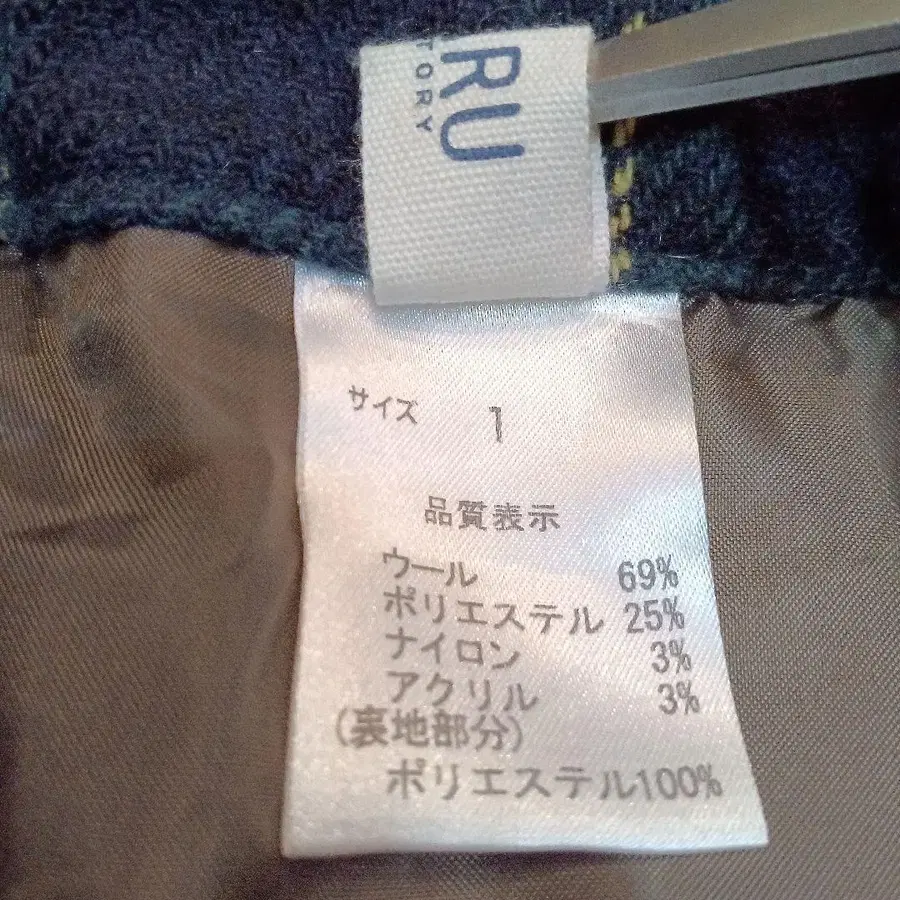 RU
TORY
サイズ 1
品質表示
ウール 69%
ポリエステル 25%
ナイロン 3%
アクリル 3%
(裏地部分)
ポリエステル100%